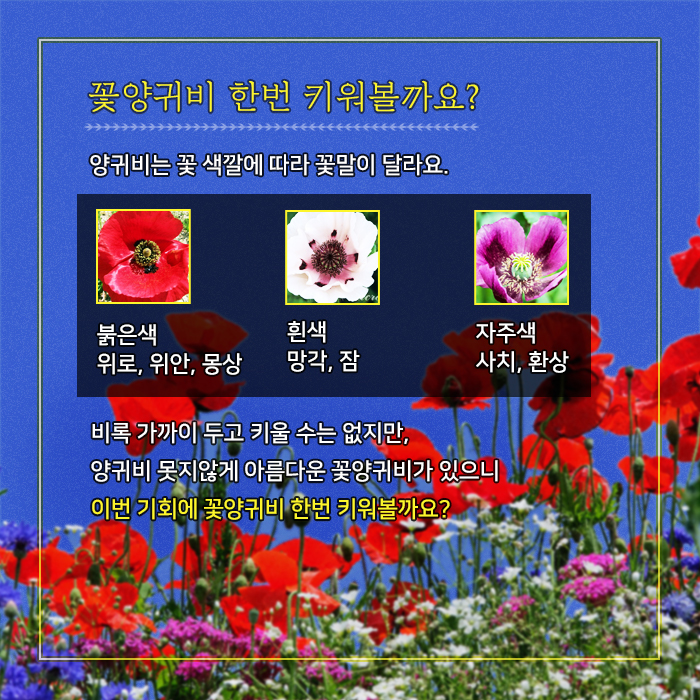 꽃양귀비 한번 키워볼까요?
양귀비는 꽃 색깔에 따라 꽃말이 달라요.
붉은색
위로, 위안, 몽상
흰색
망각, 잠
자주색
사치, 환상
비록 가까이 두고 키울 수는 없지만,
양귀비 못지않게 아름다운 꽃양귀비가 있으니
이번 기회에 꽃양귀비 한번 키워볼까요?